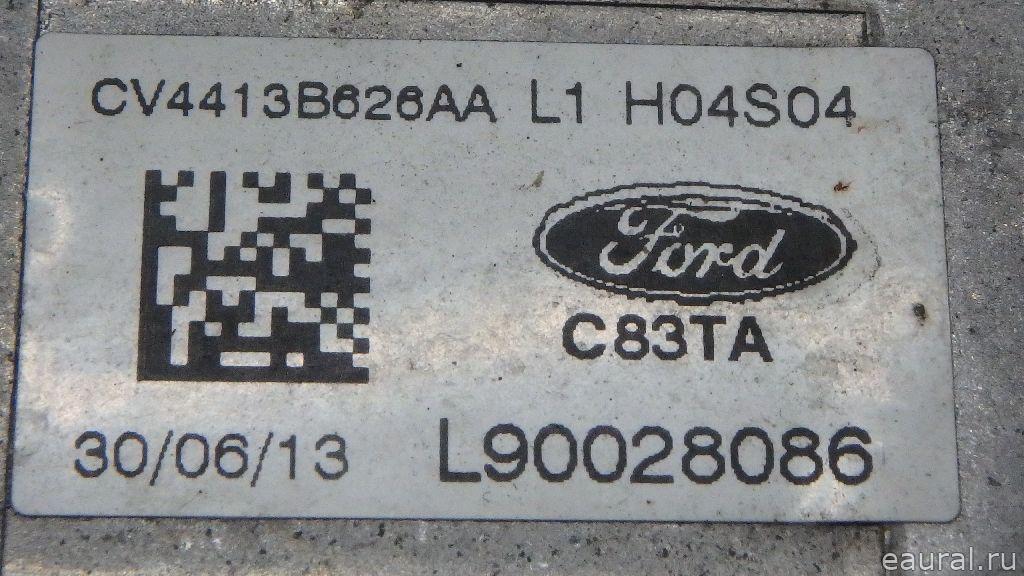 CV4413B626AA L1 H04S04
Ford
C83TA
30/06/13 L90028086
eaural.ru